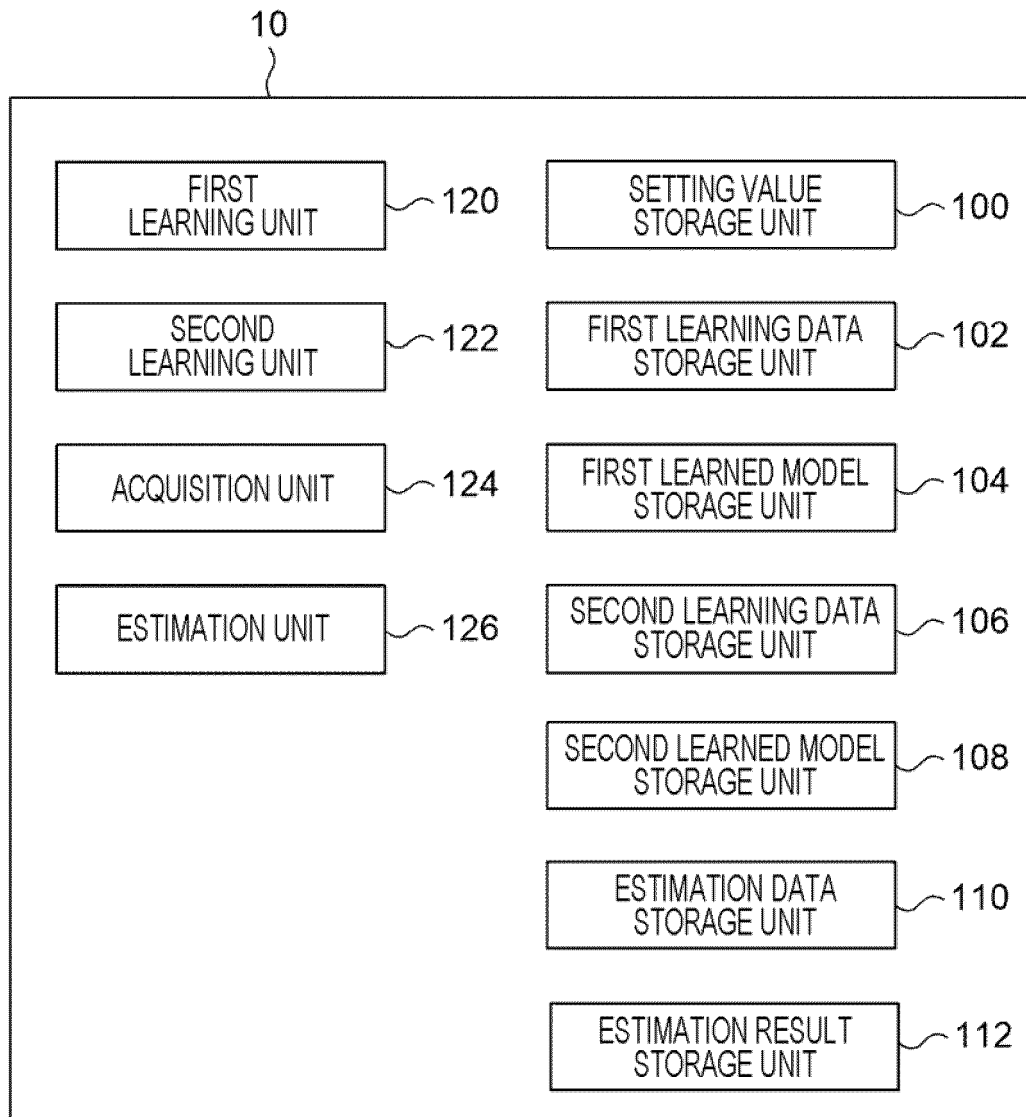 10
FIRST
LEARNING UNIT
120
SECOND
LEARNING UNIT
122
ACQUISITION UNIT
124
ESTIMATION UNIT
126
SETTING VALUE
STORAGE UNIT
100
FIRST LEARNING DATA
STORAGE UNIT
102
FIRST LEARNED MODEL
STORAGE UNIT
104
SECOND LEARNING DATA
STORAGE UNIT
106
SECOND LEARNED MODEL
STORAGE UNIT
108
ESTIMATION DATA
STORAGE UNIT
110
ESTIMATION RESULT
STORAGE UNIT
112